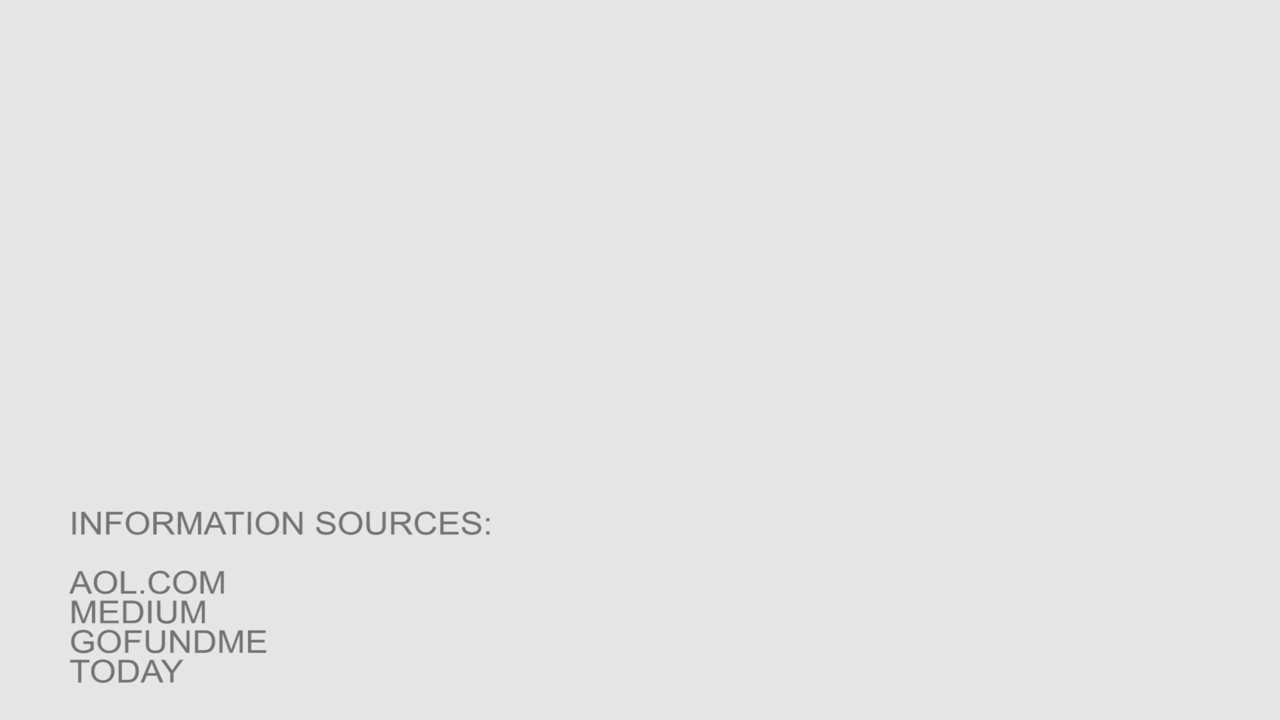 INFORMATION SOURCES:
AOL.COM
MEDIUM
GOFUNDME
TODAY